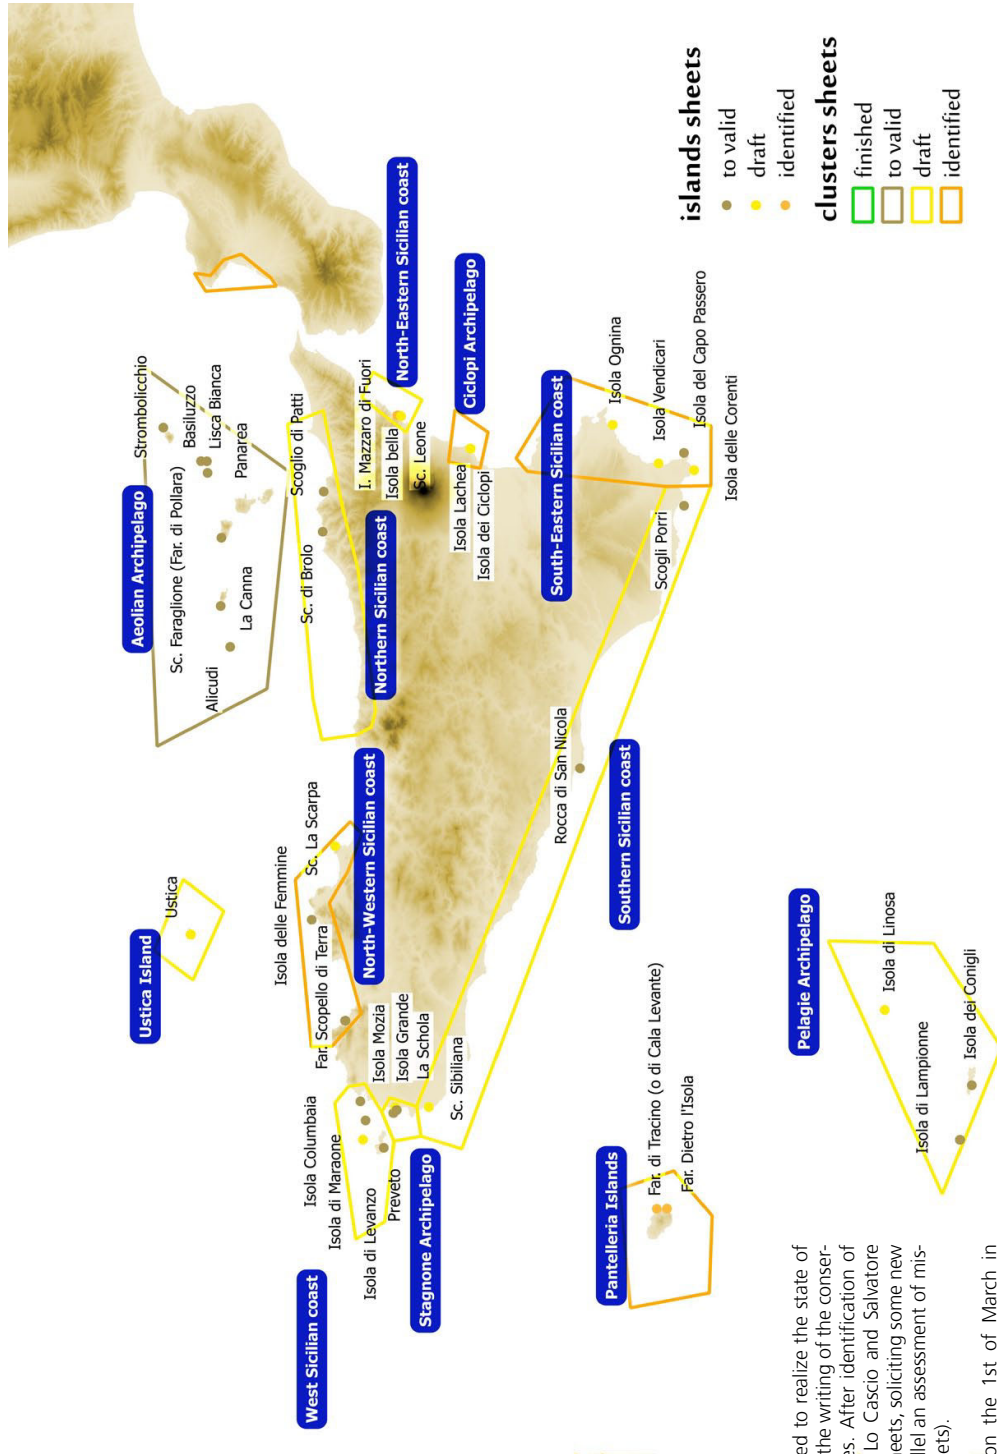 Aeolian Archipelago
Strombolicchio
Basiluzzo
Lisca Bianca
Panarea
Sc. Faraglione (Far. di Pollara)
La Canna
Alicudi
Ustica Island
Ustica
Scoglio di Patti
Sc. di Brolo
Northern Sicilian coast
I. Mazzaro di Fuori
Isola bella
Sc. Leone
North-Eastern Sicilian coast
Ciclopi Archipelago
Isola Lachea
Isola dei Ciclopi
South-Eastern Sicilian coast
Isola Ognina
Isola Vendicari
Isola del Capo Passero
Isola delle Corenti
Scogli Porri
Rocca di San Nicola
Southern Sicilian coast
Isola delle Femmine
Sc. La Scarpa
Far. Scopello di Terra
North-Western Sicilian coast
Isola Mozia
Isola Grande
La Schola
Sc. Sibiliana
Isola Columbaia
Isola di Maraone
Isola di Levanzo
Preveto
Stagnone Archipelago
West Sicilian coast
Pantelleria Islands
Far. di Tracino (o di Cala Levante)
Far. Dietro l'Isola
Pelagie Archipelago
Isola di Linosa
Isola di Lampionne
Isola dei Conigli
islands sheets
to valid
draft
identified
clusters sheets
finished
to valid
draft
identified
ed to realize the state of
the writing of the conser-
es. After identification of
Lo Cascio and Salvatore
eets, soliciting some new
llel an assessment of mis-
ets).
on the 1st of March in